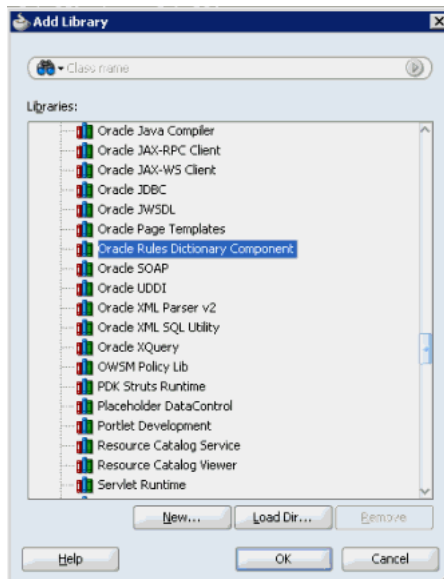 Add Library
Class name
Libraries:
Oracle Java Compiler
Oracle JAX-RPC Client
Oracle JAX-WS Client
Oracle JDBC
Oracle JWSDL
Oracle Page Templates
Oracle Rules Dictionary Component
Oracle SOAP
Oracle UDDI
Oracle XML Parser v2
Oracle XML SQL Utility
Oracle XQuery
OWSM Policy Lib
PDK Struts Runtime
Placeholder DataControl
Portlet Development
Resource Catalog Service
Resource Catalog Viewer
Servlet Runtime
New... Load Dir... Remove
Help OK Cancel